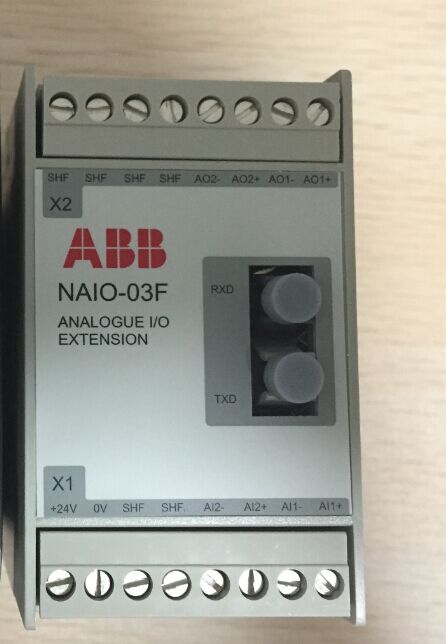 SHF SHF SHF SHF AO2- AO2+ AO1- AO1+
X2
ABB
NAIO-03F
ANALOGUE I/O
EXTENSION
RXD
TXD
X1
+24V 0V SHF SHF. AI2- AI2+ AI1- AI1+